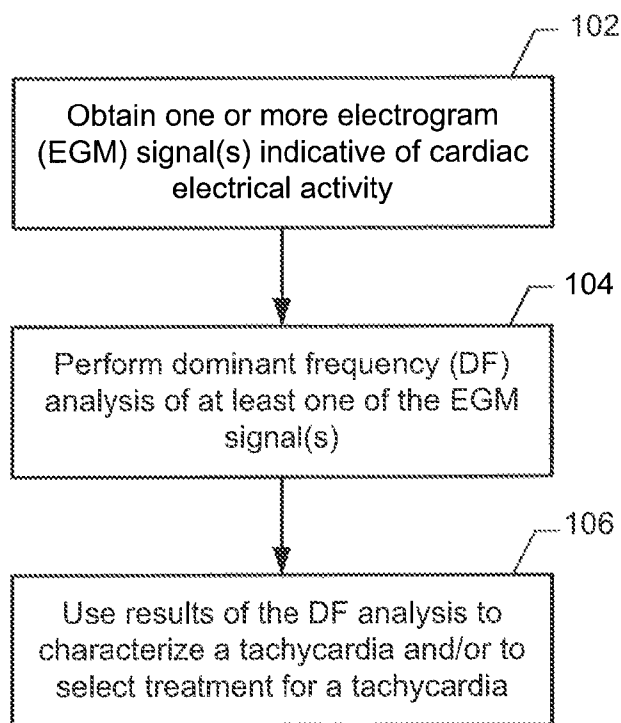 102
Obtain one or more electrogram
(EGM) signal(s) indicative of cardiac
electrical activity
104
Perform dominant frequency (DF)
analysis of at least one of the EGM
signal(s)
106
Use results of the DF analysis to
characterize a tachycardia and/or to
select treatment for a tachycardia